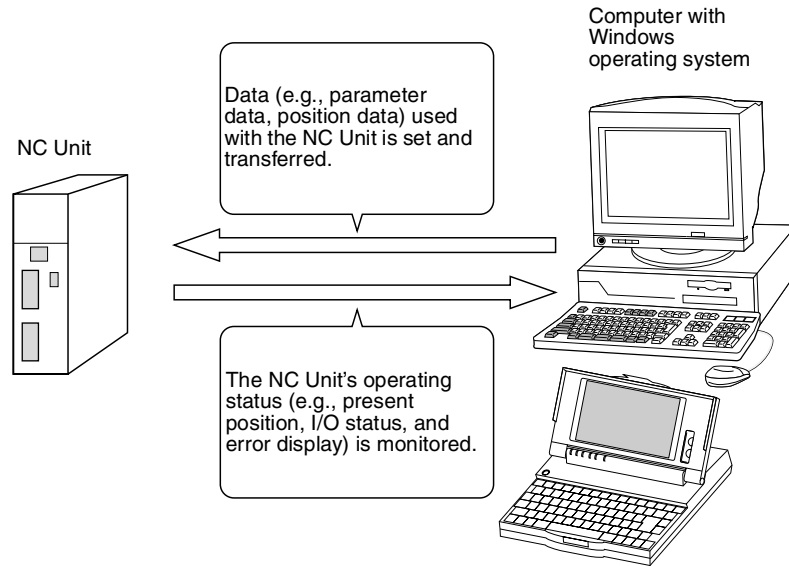 Computer with
Windows
operating system
Data (e.g., parameter
data, position data) used
with the NC Unit is set and
transferred.
NC Unit
The NC Unit's operating
status (e.g., present
position, I/O status, and
error display) is monitored.